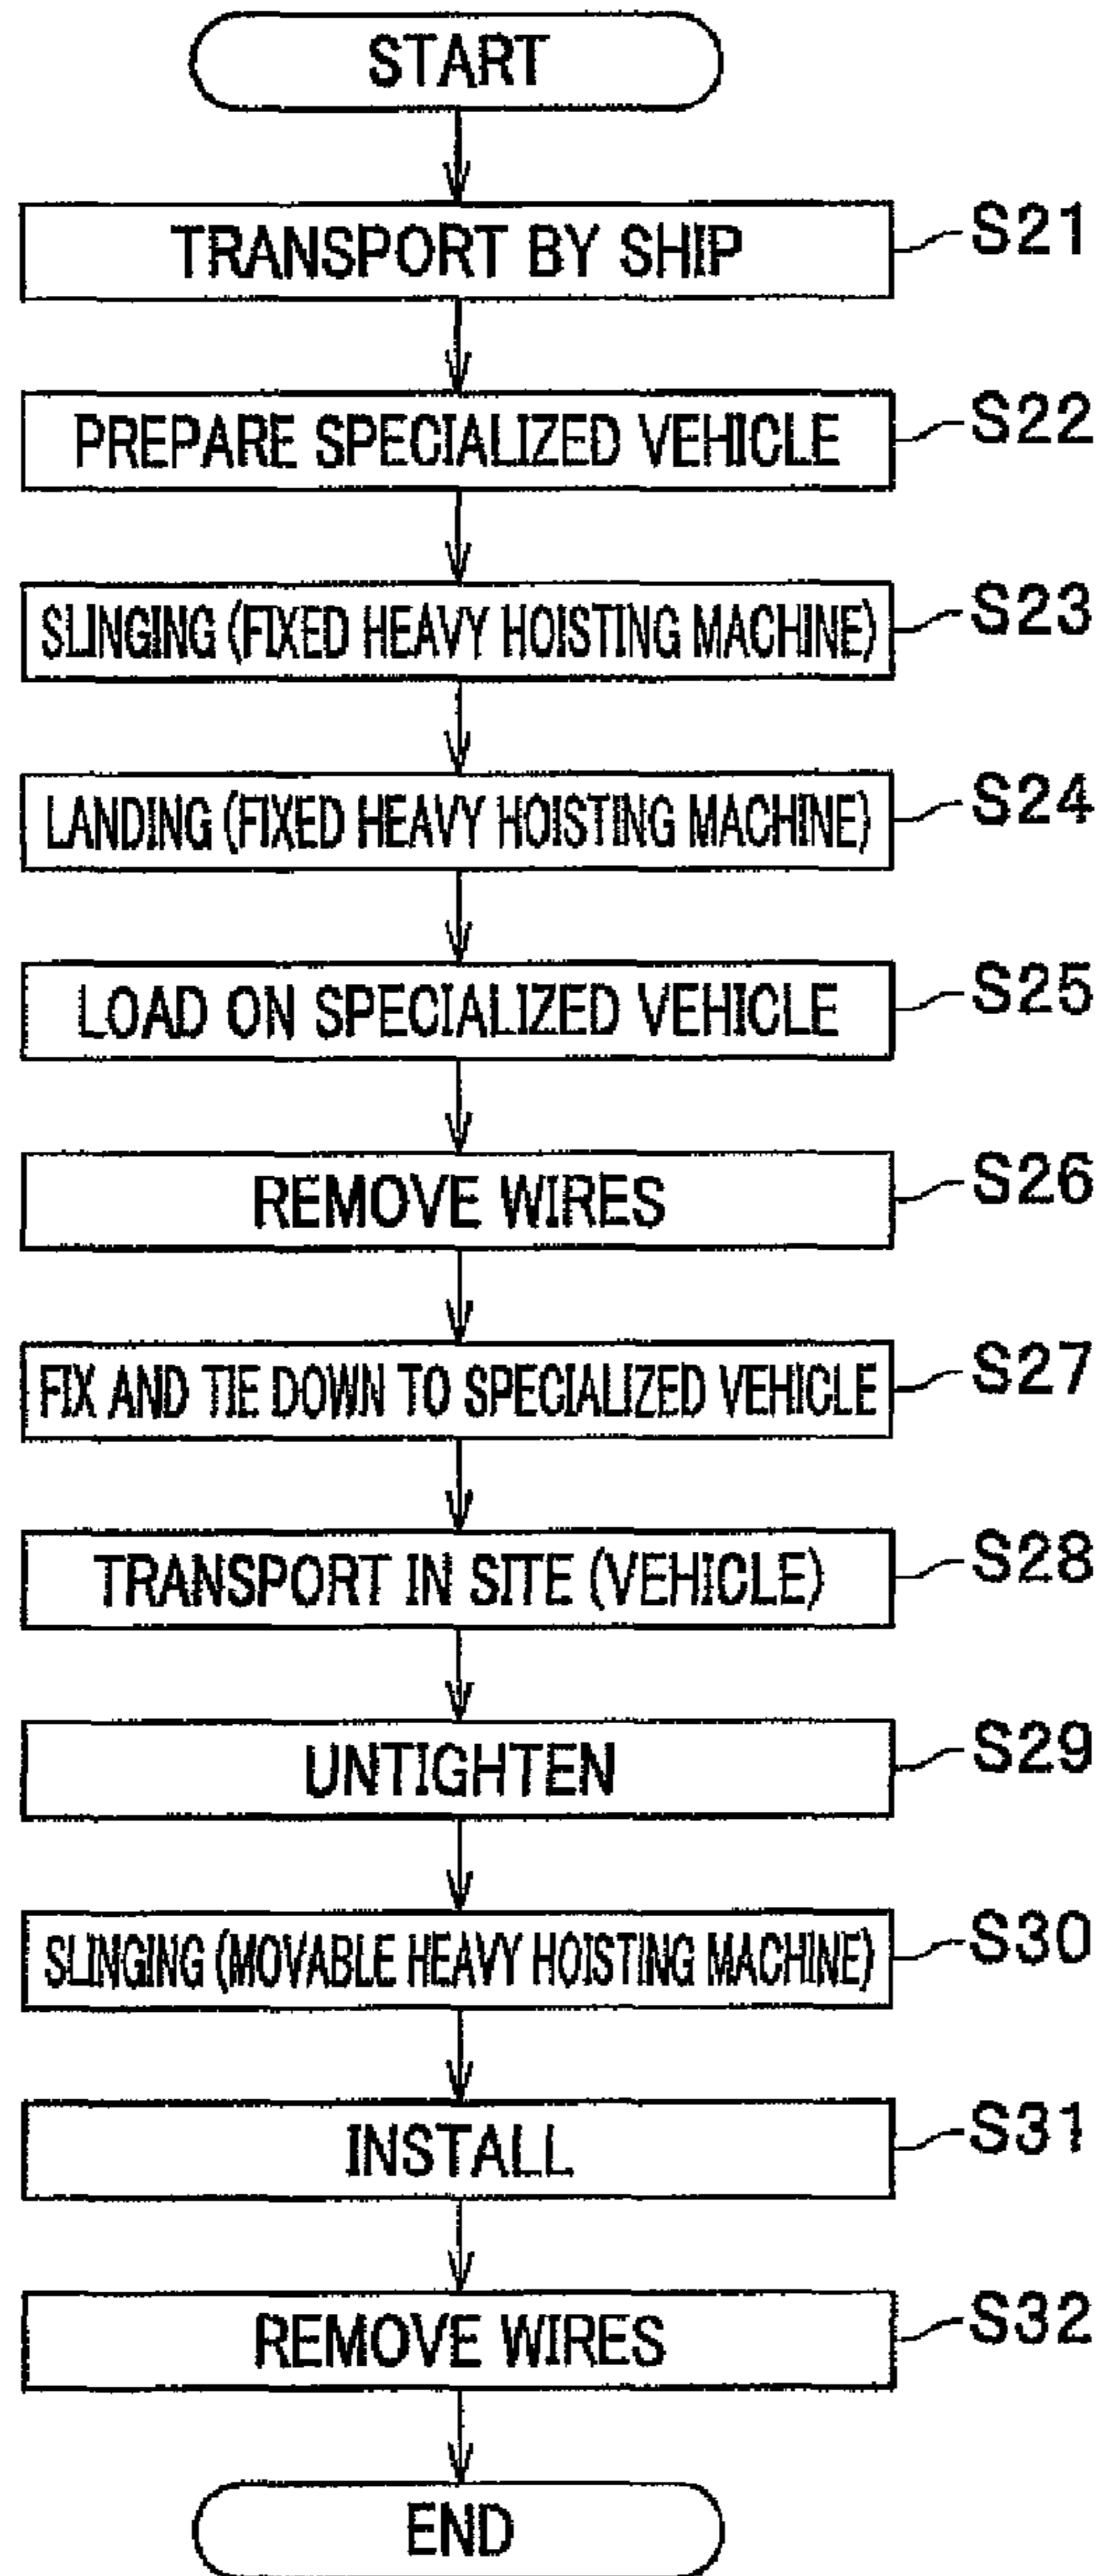 START
TRANSPORT BY SHIP
S21
PREPARE SPECIALIZED VEHICLE
S22
SLINGING (FIXED HEAVY HOISTING MACHINE)
S23
LANDING (FIXED HEAVY HOISTING MACHINE)
S24
LOAD ON SPECIALIZED VEHICLE
S25
REMOVE WIRES
S26
FIX AND TIE DOWN TO SPECIALIZED VEHICLE
S27
TRANSPORT IN SITE (VEHICLE)
S28
UNTIGHTEN
S29
SLINGING (MOVABLE HEAVY HOISTING MACHINE)
S30
INSTALL
S31
REMOVE WIRES
S32
END